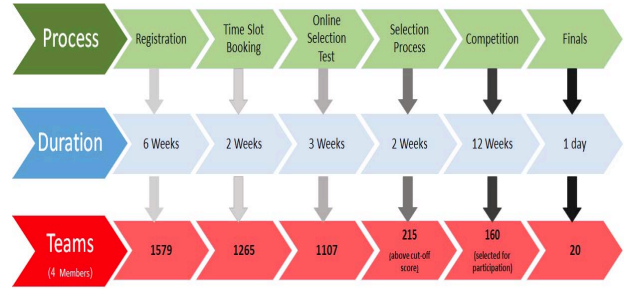 Process
Registration
Time Slot
Booking
Online
Selection
Test
Selection
Process
Competition
Finals
Duration
6 Weeks
2 Weeks
3 Weeks
2 Weeks
12 Weeks
1 day
Teams
(4 Members)
1579
1265
1107
215
(above cut-off
score)
160
(selected for
participation)
20